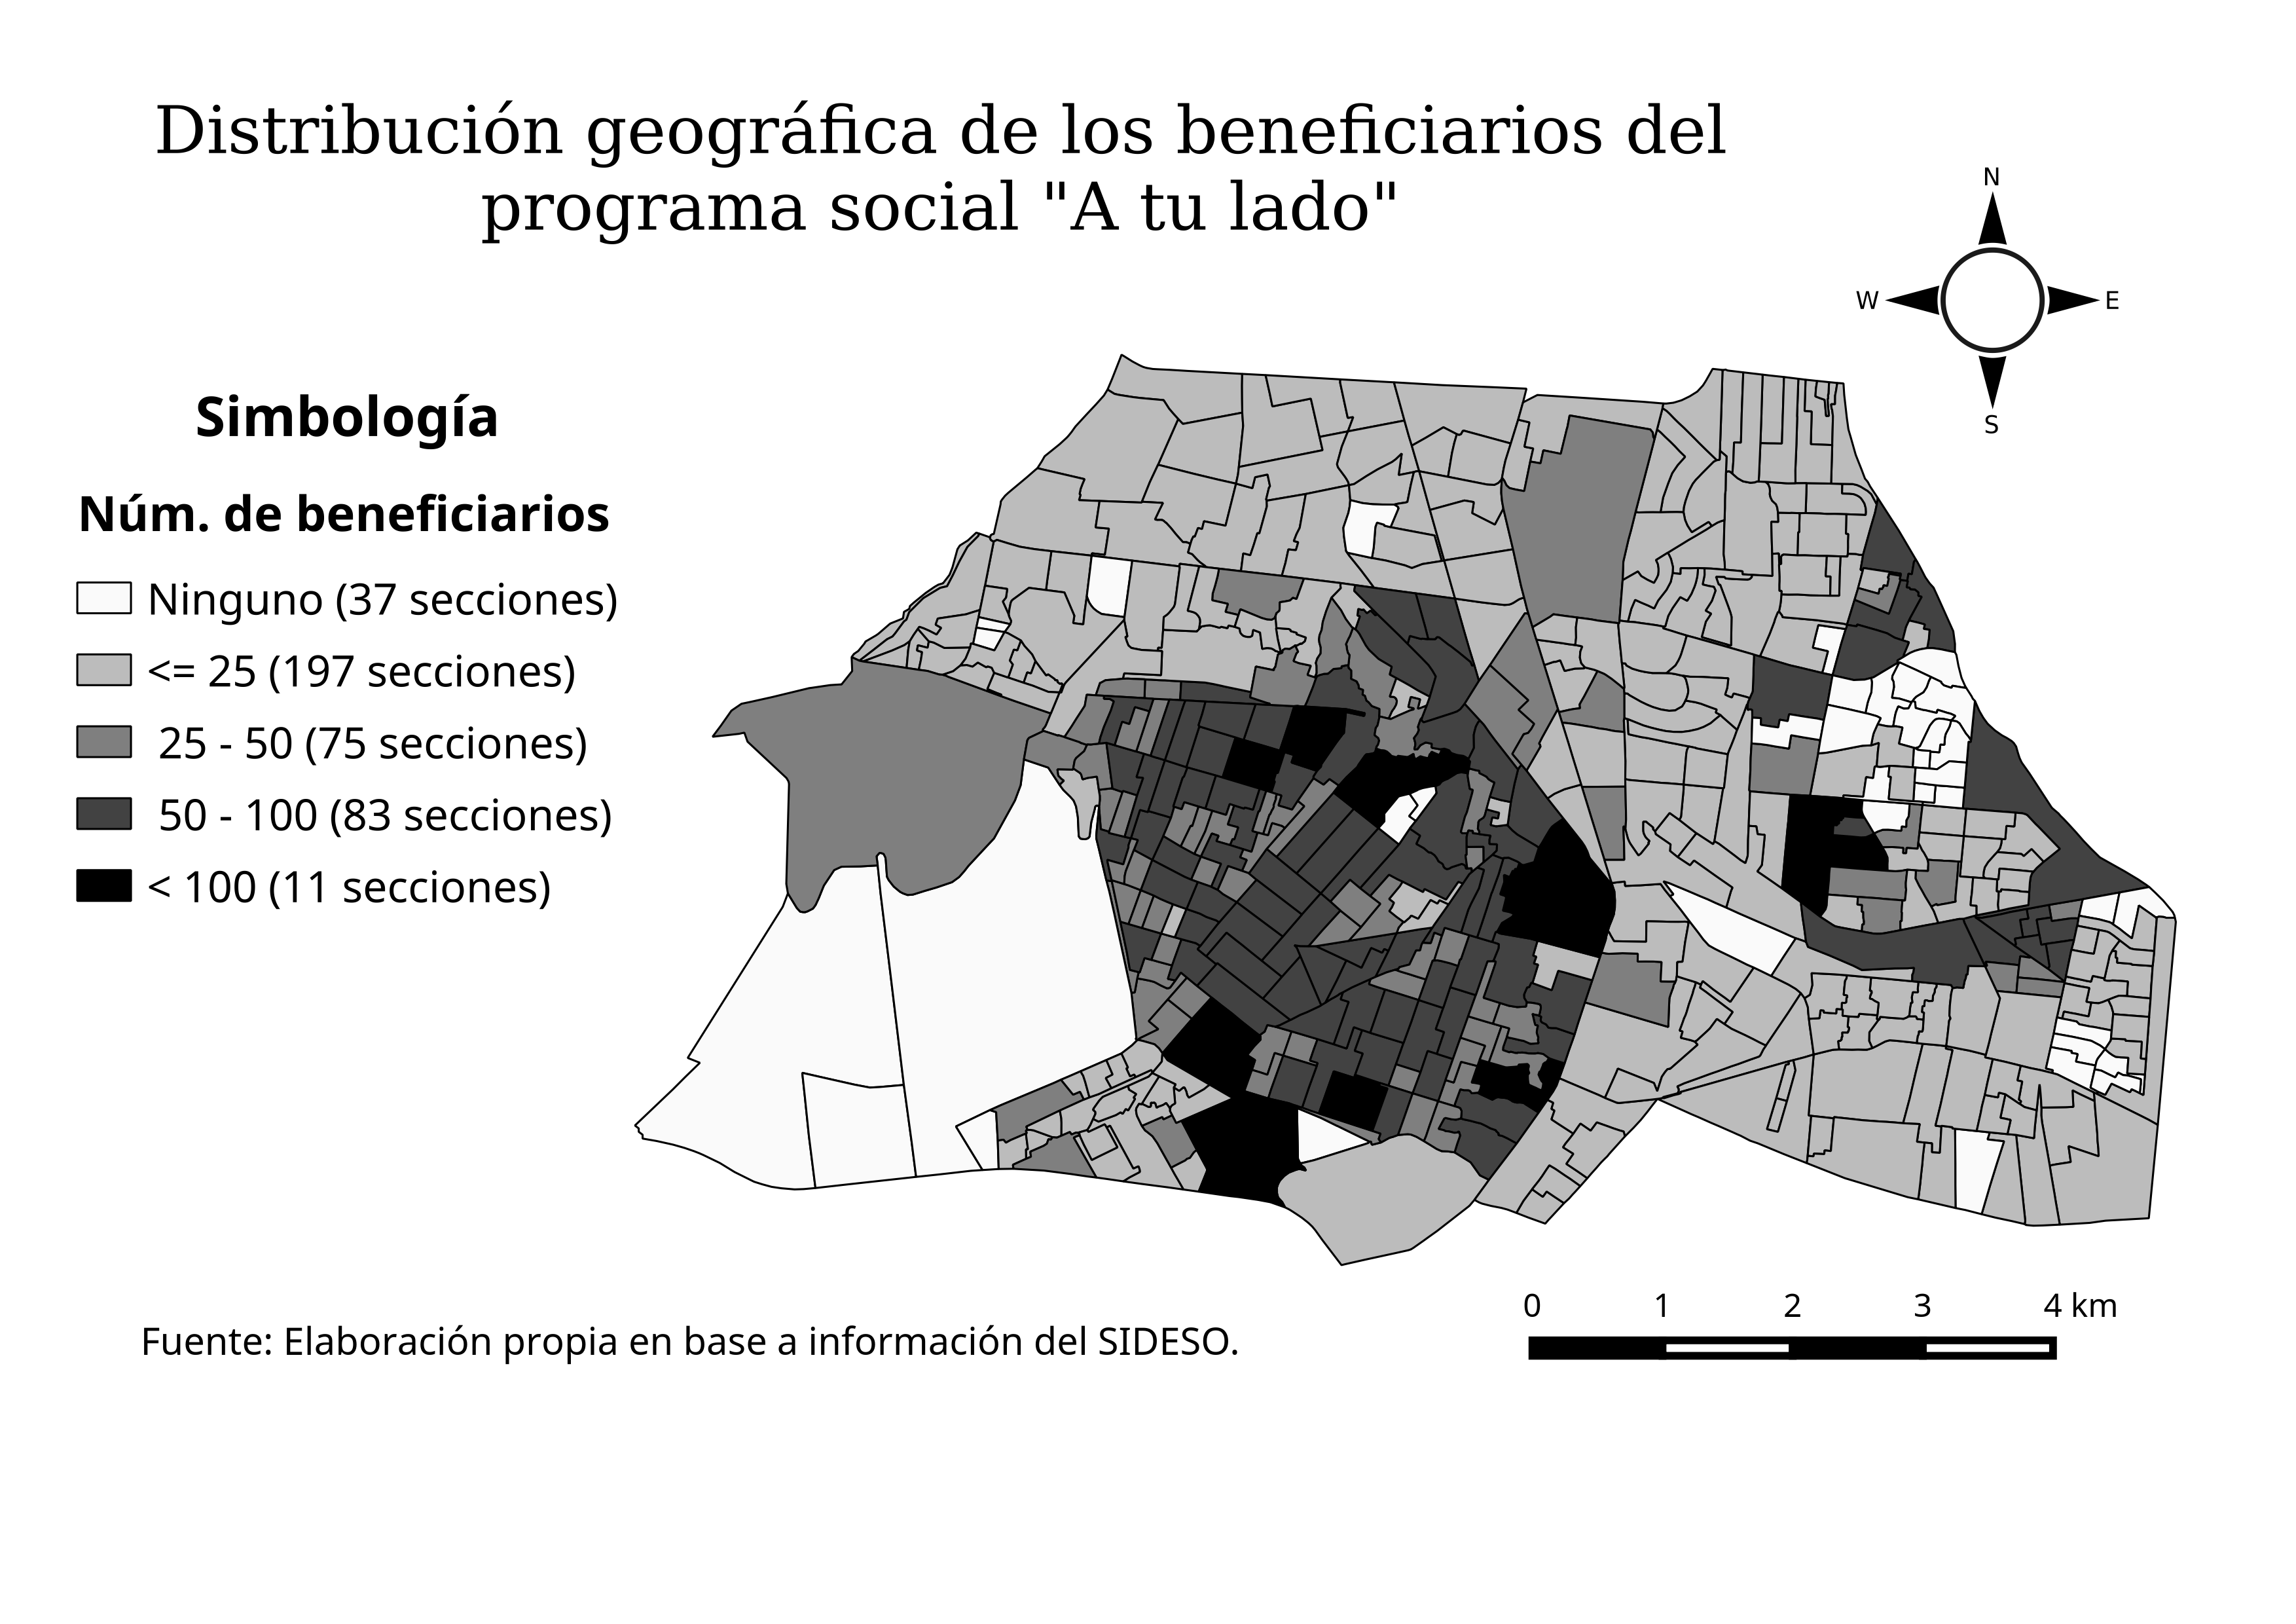 Distribución geográfica de los beneficiarios del
programa social "A tu lado"
N
W
E
S
Simbología
Núm. de beneficiarios
Ninguno (37 secciones)
<= 25 (197 secciones)
25 - 50 (75 secciones)
50 - 100 (83 secciones)
< 100 (11 secciones)
0 1 2 3 4 km
Fuente: Elaboración propia en base a información del SIDESO.